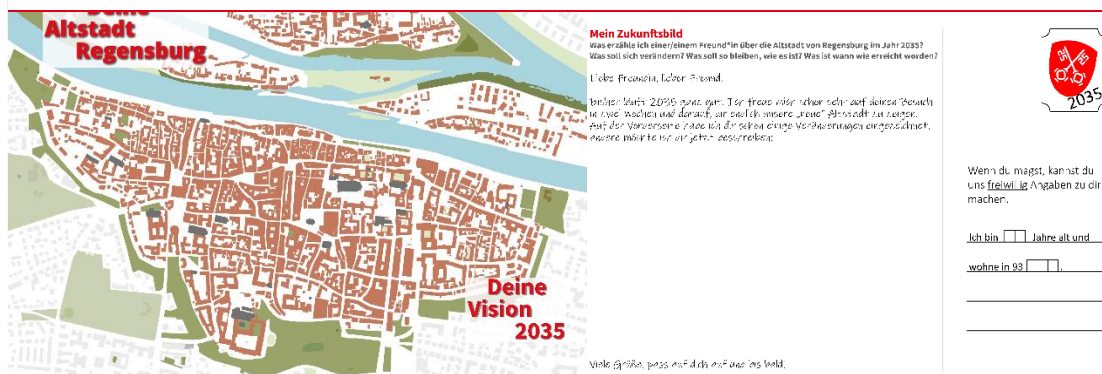 Deine
Altstadt
Regensburg
Deine
Vision
2035
Mein Zukunftsbild
Was erzähle ich einer/einem Freund*in über die Altstadt von Regensburg im Jahr 2035?
Was soll sich verändern? Was soll so bleiben, wie es ist? Was ist wann wie erreicht worden?
Liebe Freundin, lieber Freund,
bisher läuft 2035 ganz gut. Ich freue mich schon sehr auf deinen Besuch
in zwei Wochen und darauf, dir endlich unsere „neue“ Altstadt zu zeigen.
Auf der Vorderseite habe ich dir schon einige Veränderungen eingezeichnet,
andere möchte ich dir jetzt beschreiben:
Viele Grüße, pass auf dich auf und bis bald,
2035
Wenn du magst, kannst du
uns freiwillig Angaben zu dir
machen.
Ich bin Jahre alt und
wohne in 93 .